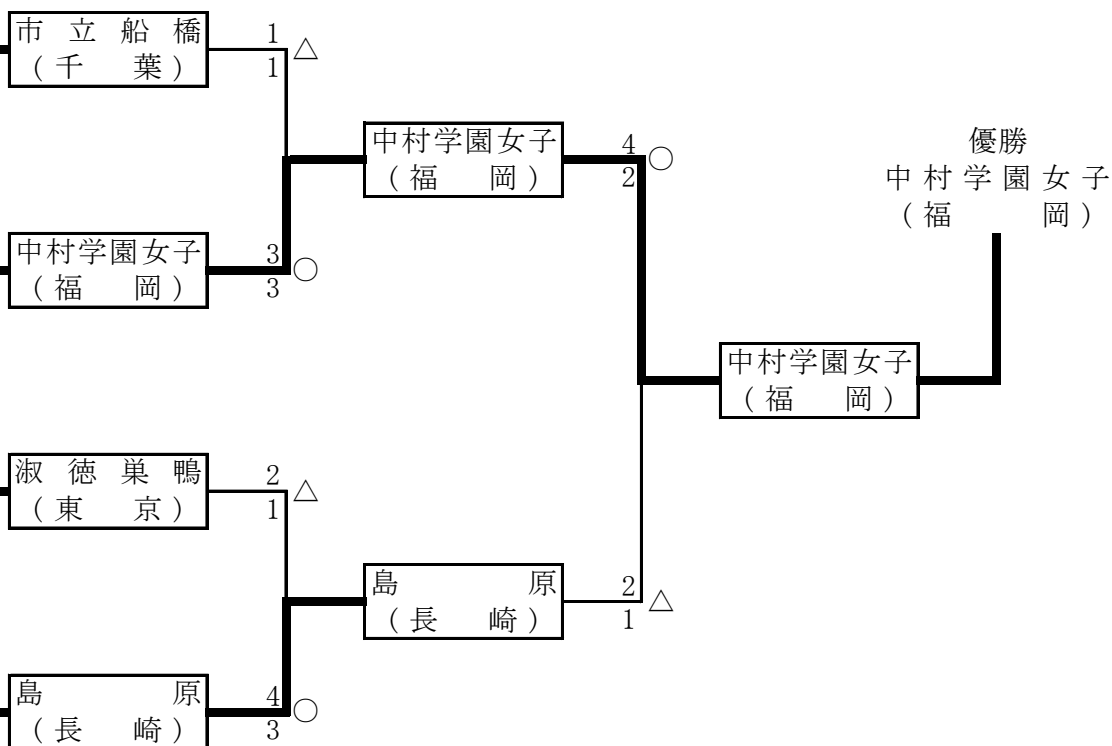 市立船橋
(千葉)
1
1
△
中村学園女子
(福岡)
3
3
○
淑徳巣鴨
(東京)
2
1
△
島原
(長崎)
4
3
○
中村学園女子
(福岡)
4
2
○
島原
(長崎)
2
1
△
中村学園女子
(福岡)
優勝
中村学園女子
(福岡)